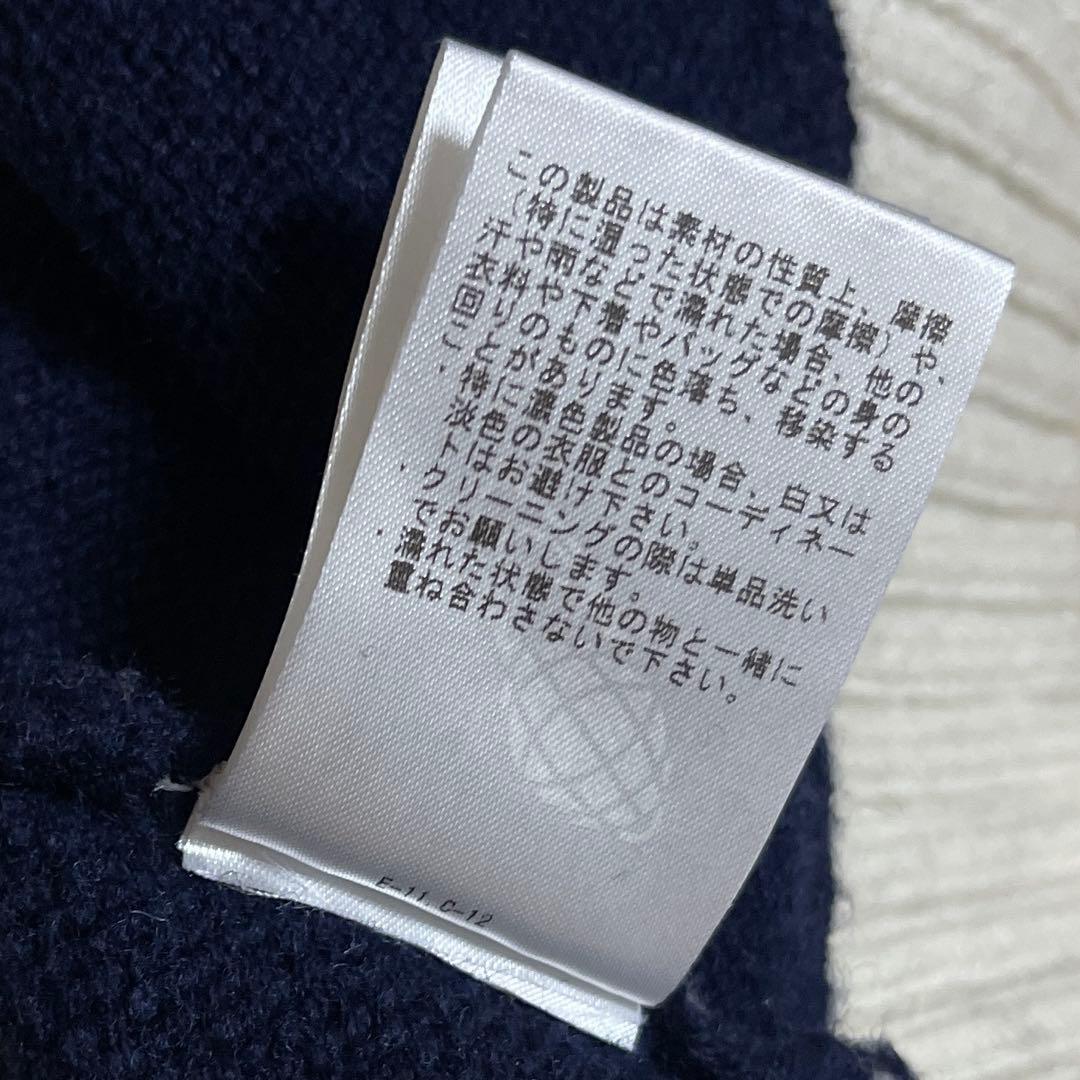 この製品は素材の性質上、摩擦や、
(特に湿った状態での摩擦)や
汗や雨などで濡れた場合、他の
衣料や下着やバッグなどの身の
回りのものに色落ち、移染する
ことがあります。
・特に濃色製品の場合、白又は
淡色の衣服とのコーディネー
トはお避け下さい。
・クリーニングの際は単品洗い
でお願いします。
・濡れた状態で他の物と一緒に
重ね合わさないで下さい。
E-11 C-12